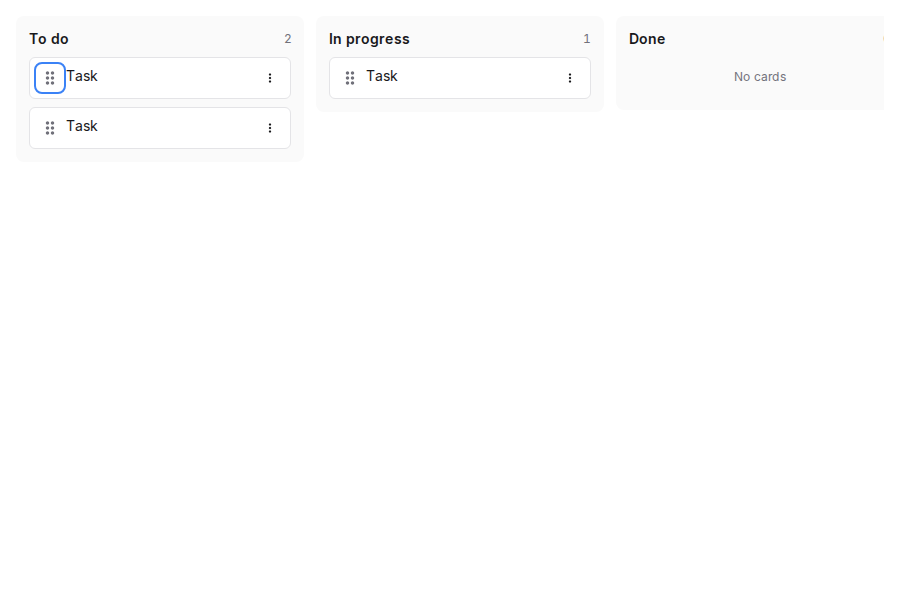 To do 2
Task
Task
In progress 1
Task
Done
No cards